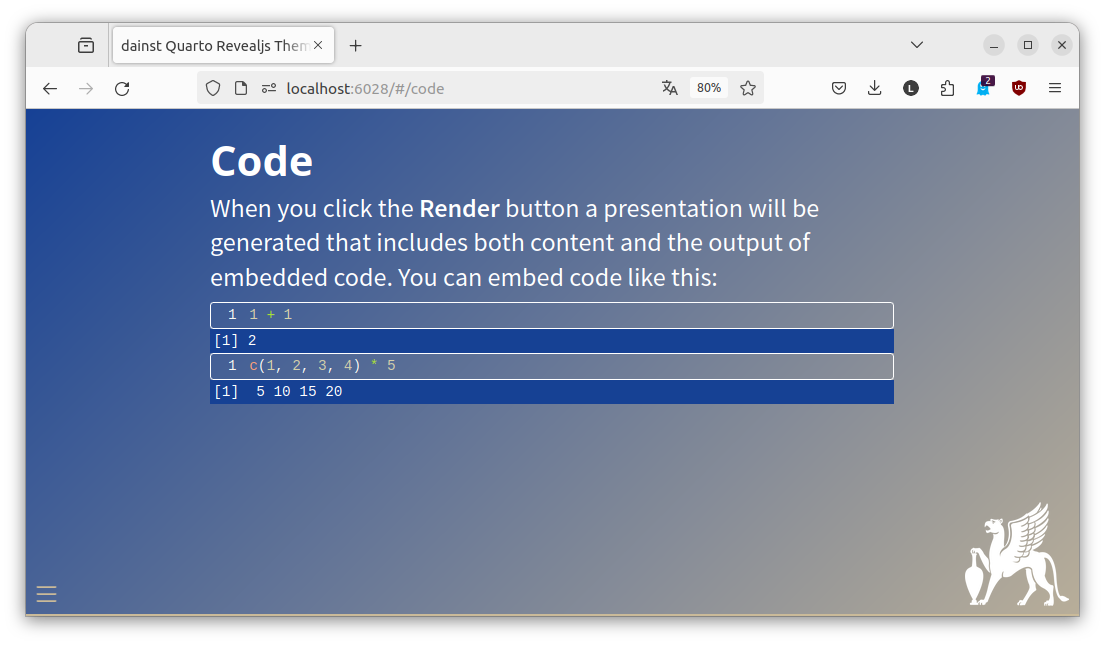 dainst Quarto Revealjs Them
localhost:6028/#/code
80%
L
2
UD
Code
When you click the Render button a presentation will be
generated that includes both content and the output of
embedded code. You can embed code like this:
1 1 + 1
[1] 2
1 c(1, 2, 3, 4) * 5
[1]  5 10 15 20